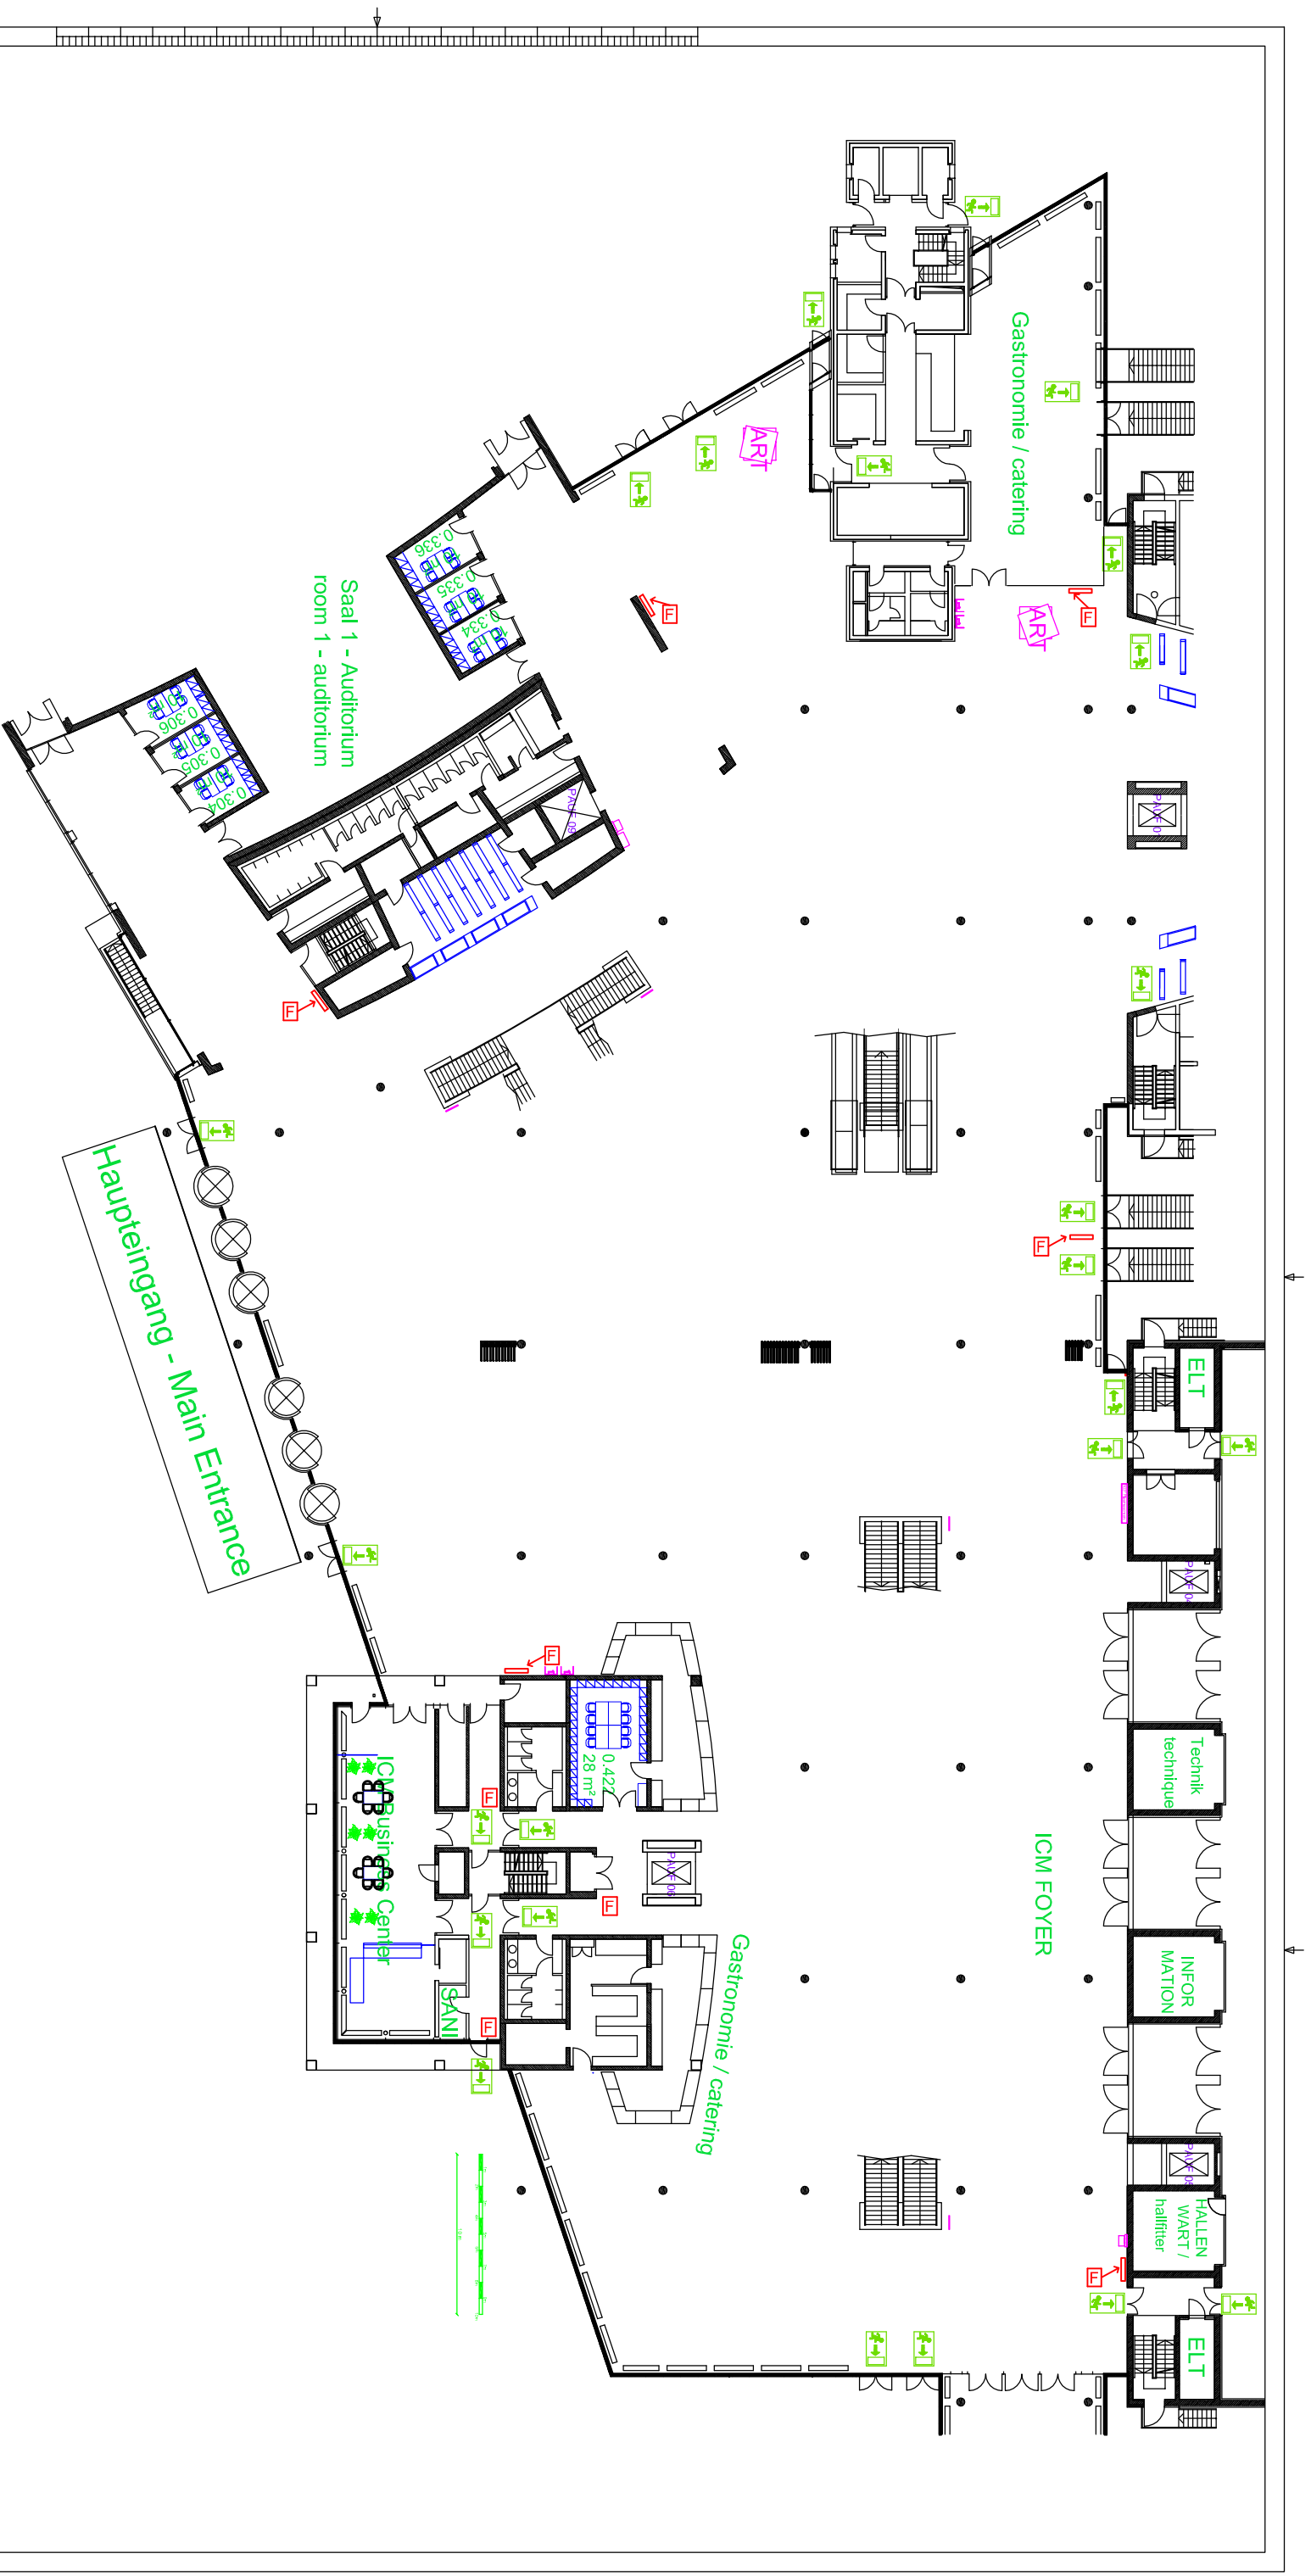 Gastronomie / catering
ART
ART
F
F
Saal 1 - Auditorium
room 1 - auditorium
0.336
0.335
0.334
0.306
0.305
0.304
F
F
Haupteingang - Main Entrance
ELT
F
0.422
28 m²
Technik
technique
ICM FOYER
ICM Business Center
F
F
F
SANI
INFOR
MATION
Gastronomie / catering
HALLEN
WART /
hallfitter
F
ELT